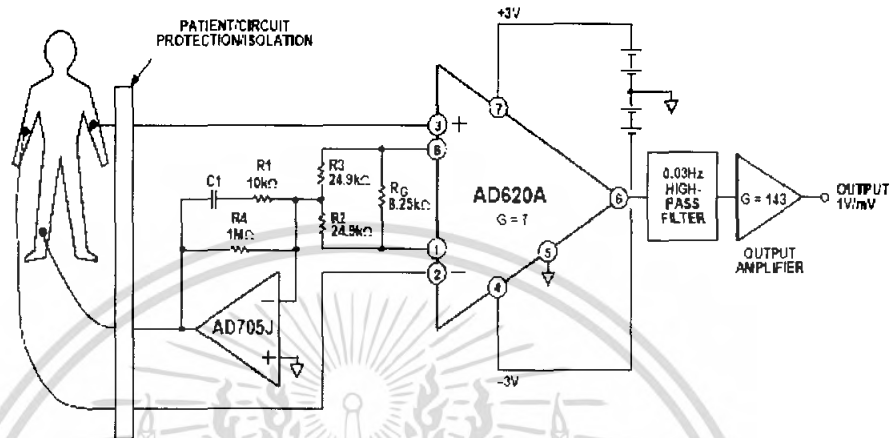 PATIENT/CIRCUIT
PROTECTION/ISOLATION
+3V
C1
R1
10kΩ
R4
1MΩ
R3
24.9kΩ
R2
24.9kΩ
RG
8.25kΩ
3
+
8
1
2
−
7
AD620A
G = 7
6
5
4
−3V
AD705J
−
+
0.03Hz
HIGH-
PASS
FILTER
G = 143
OUTPUT
1V/mV
OUTPUT
AMPLIFIER